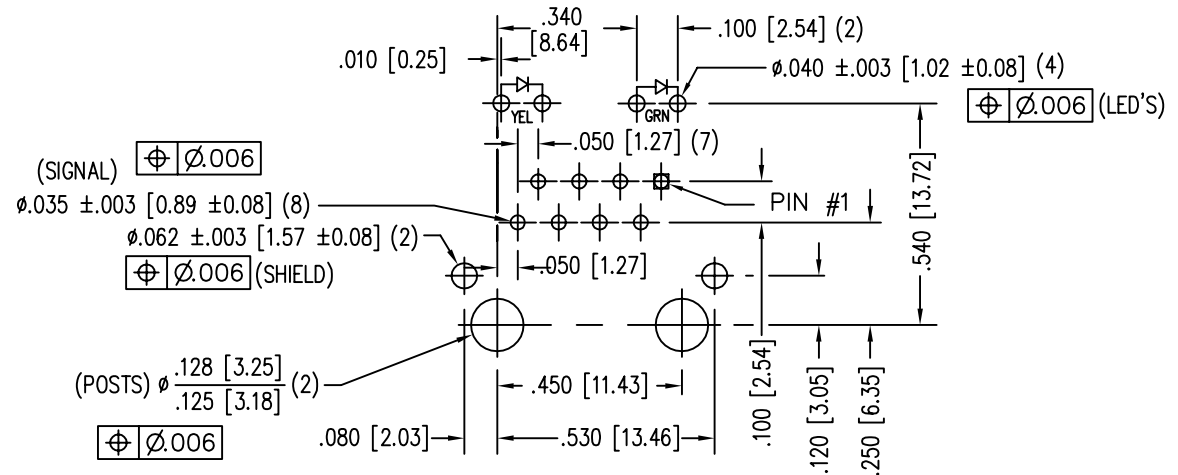 .340
[8.64]
.100 [2.54] (2)
.010 [0.25]
ø.040 ±.003 [1.02 ±0.08] (4)
⌖ Ø.006 (LED'S)
YEL
GRN
.050 [1.27] (7)
(SIGNAL) ⌖ Ø.006
ø.035 ±.003 [0.89 ±0.08] (8)
PIN #1
.540 [13.72]
ø.062 ±.003 [1.57 ±0.08] (2)
⌖ Ø.006 (SHIELD)
.050 [1.27]
(POSTS) ø .128 [3.25]
.125 [3.18] (2)
⌖ Ø.006
.450 [11.43]
.080 [2.03]
.530 [13.46]
.100 [2.54]
.120 [3.05]
.250 [6.35]